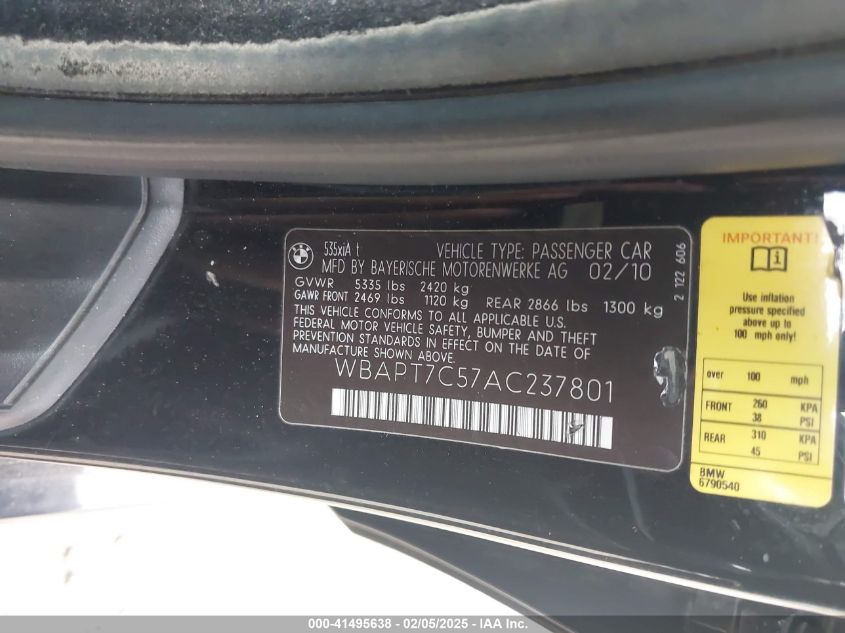 BMW
535xiA t
VEHICLE TYPE: PASSENGER CAR
MFD BY BAYERISCHE MOTORENWERKE AG 02/10
GVWR 5335 lbs 2420 kg
GAWR FRONT 2469 lbs 1120 kg REAR 2866 lbs 1300 kg
THIS VEHICLE CONFORMS TO ALL APPLICABLE U.S.
FEDERAL MOTOR VEHICLE SAFETY, BUMPER AND THEFT
PREVENTION STANDARDS IN EFFECT ON THE DATE OF
MANUFACTURE SHOWN ABOVE.
WBAPT7C57AC237801
2 122 606
IMPORTANT!
Use inflation
pressure specified
above up to
100 mph only!
over 100 mph
FRONT 260 KPA
38 PSI
REAR 310 KPA
45 PSI
BMW
6790540
000-41495638 - 02/05/2025 - IAA Inc.